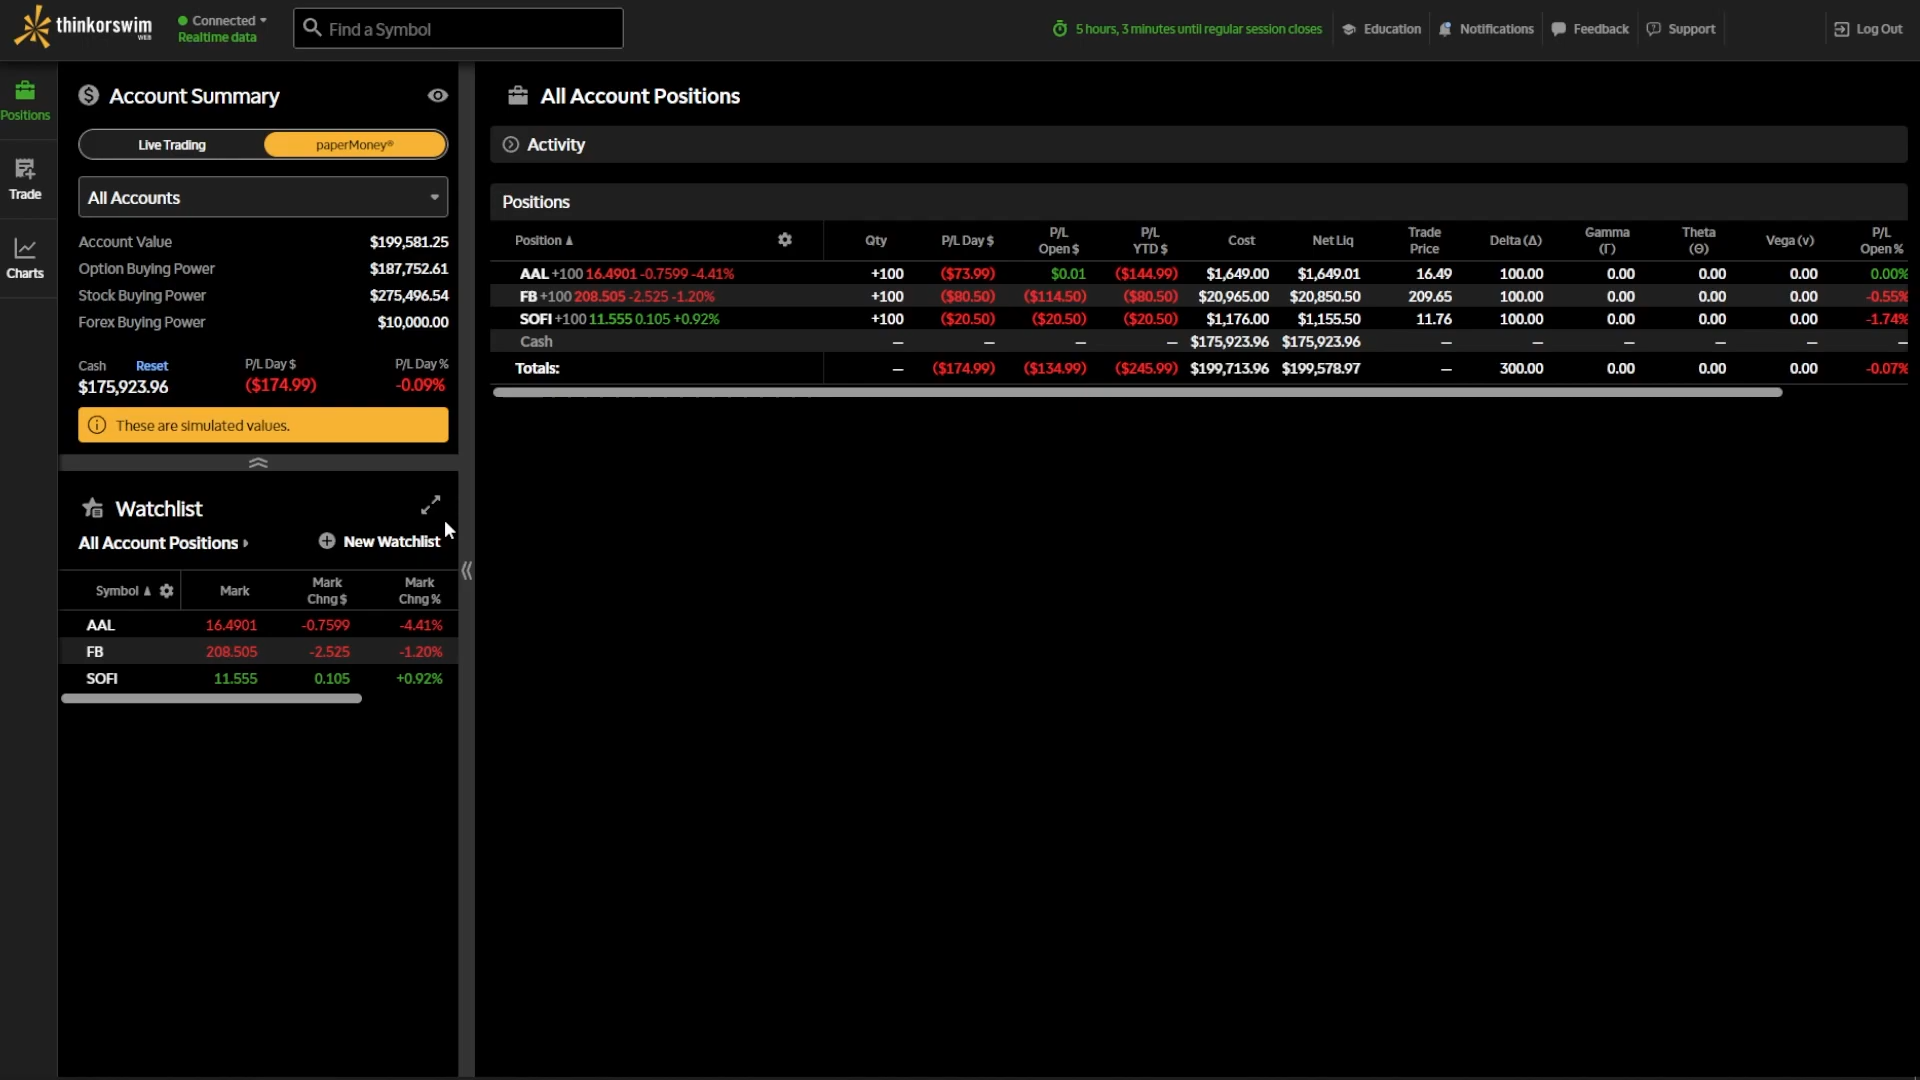 thinkorswim
WEB
Connected
Realtime data
Find a Symbol
5 hours, 3 minutes until regular session closes
Education
Notifications
Feedback
Support
Log Out
Positions
Trade
Charts
Account Summary
Live Trading
paperMoney®
All Accounts
Account Value $199,581.25
Option Buying Power $187,752.61
Stock Buying Power $275,496.54
Forex Buying Power $10,000.00
Cash Reset P/L Day $ P/L Day %
$175,923.96 ($174.99) -0.09%
These are simulated values.
Watchlist
All Account Positions New Watchlist
Symbol Mark Mark Chng $ Mark Chng %
AAL 16.4901 -0.7599 -4.41%
FB 208.505 -2.525 -1.20%
SOFI 11.555 0.105 +0.92%
All Account Positions
Activity
Positions
Position Qty P/L Day $ P/L Open $ P/L YTD $ Cost Net Liq Trade Price Delta (Δ) Gamma (Γ) Theta (Θ) Vega (v) P/L Open %
AAL +100 16.4901 -0.7599 -4.41% +100 ($73.99) $0.01 ($144.99) $1,649.00 $1,649.01 16.49 100.00 0.00 0.00 0.00 0.00%
FB +100 208.505 -2.525 -1.20% +100 ($80.50) ($114.50) ($80.50) $20,965.00 $20,850.50 209.65 100.00 0.00 0.00 0.00 -0.55%
SOFI +100 11.555 0.105 +0.92% +100 ($20.50) ($20.50) ($20.50) $1,176.00 $1,155.50 11.76 100.00 0.00 0.00 0.00 -1.74%
Cash — — — — $175,923.96 $175,923.96 — — — — — —
Totals: — ($174.99) ($134.99) ($245.99) $199,713.96 $199,578.97 — 300.00 0.00 0.00 0.00 -0.07%